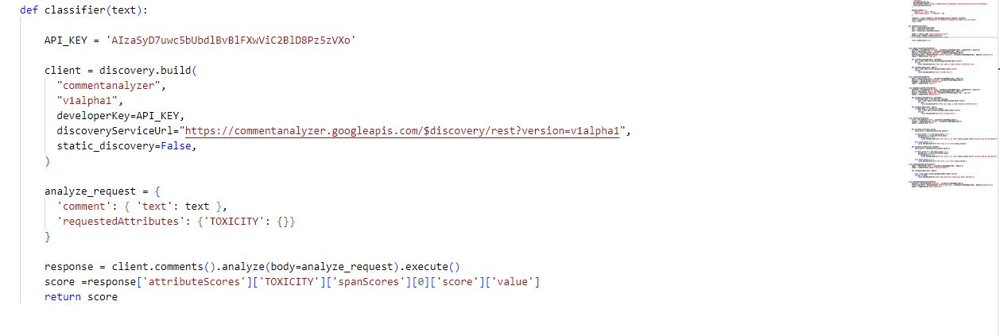 def classifier(text):
API_KEY = 'AIzaSyD7uwc5bUbdlBvBlFXwViC2BlD8Pz5zVXo'
client = discovery.build(
"commentanalyzer",
"v1alpha1",
developerKey=API_KEY,
discoveryServiceUrl="https://commentanalyzer.googleapis.com/$discovery/rest?version=v1alpha1",
static_discovery=False,
)
analyze_request = {
'comment': { 'text': text },
'requestedAttributes': {'TOXICITY': {}}
}
response = client.comments().analyze(body=analyze_request).execute()
score =response['attributeScores']['TOXICITY']['spanScores'][0]['score']['value']
return score